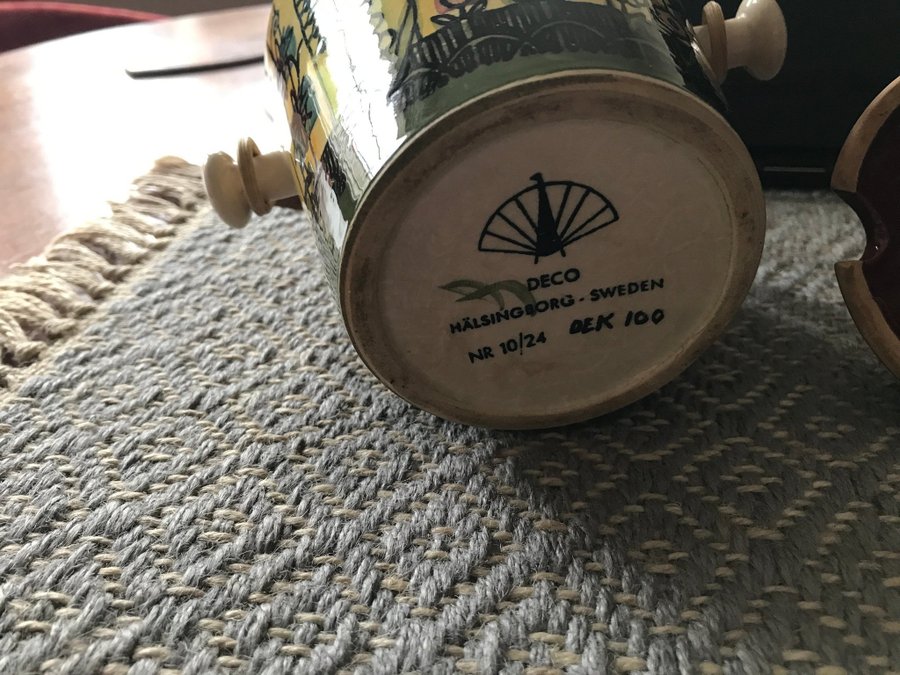 DECO
HÄLSINGBORG - SWEDEN
NR 10/24 DEK 100